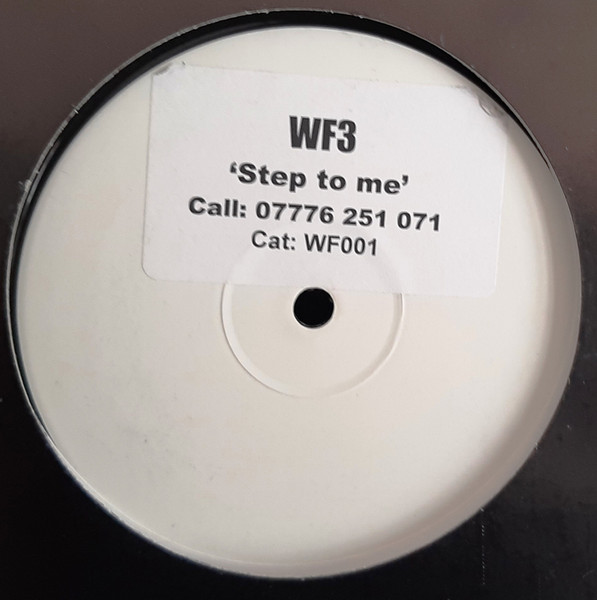 WF3
‘Step to me’
Call: 07776 251 071
Cat: WF001